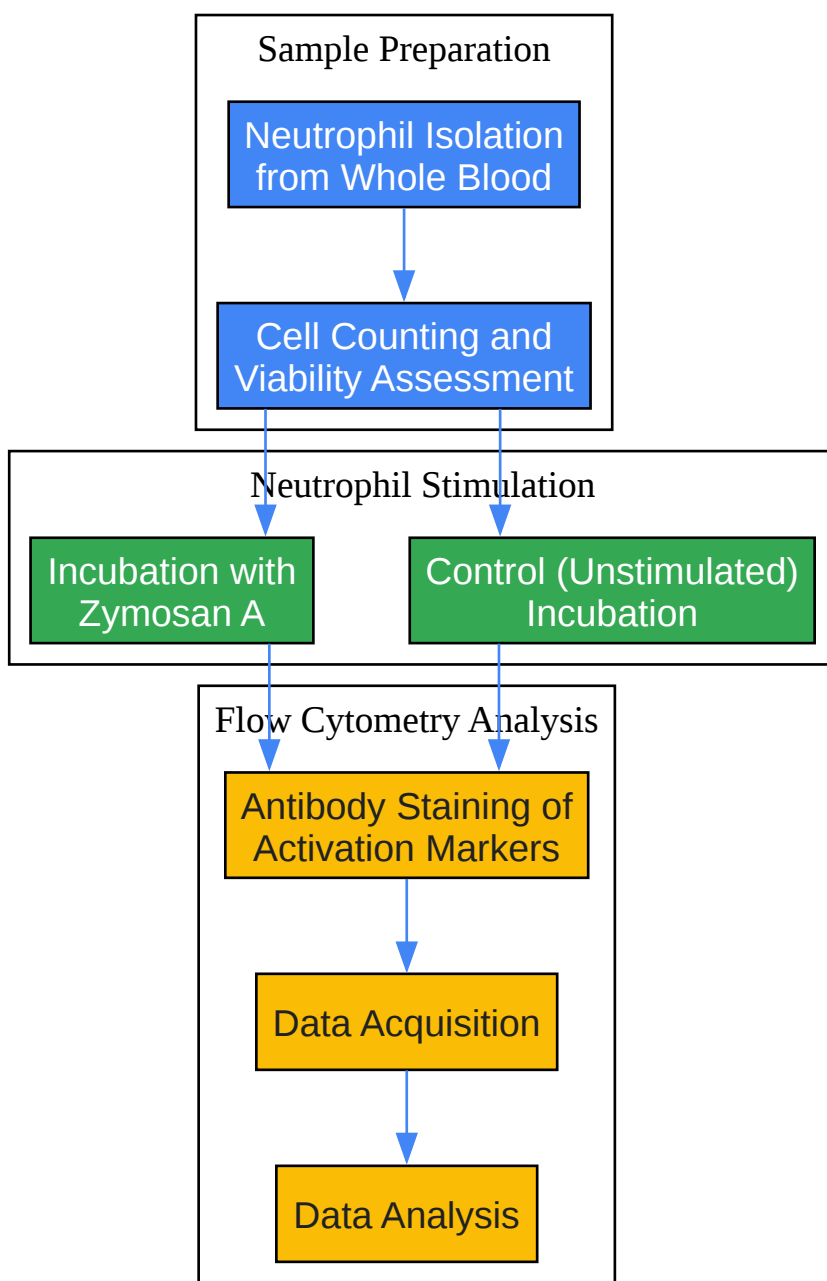 Sample Preparation
Neutrophil Isolation
from Whole Blood
Cell Counting and
Viability Assessment
Neutrophil Stimulation
Incubation with
Zymosan A
Control (Unstimulated)
Incubation
Flow Cytometry Analysis
Antibody Staining of
Activation Markers
Data Acquisition
Data Analysis